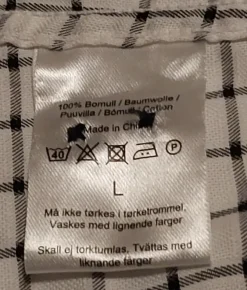 100% Bomull / Baumwolle /
Puuvilla / Bomuld / Cotton
Made in China
40 P
L
Må ikke tørkes i tørketrommel.
Vaskes med lignende farger
Skall ej torktumlas. Tvättas med
liknande färger